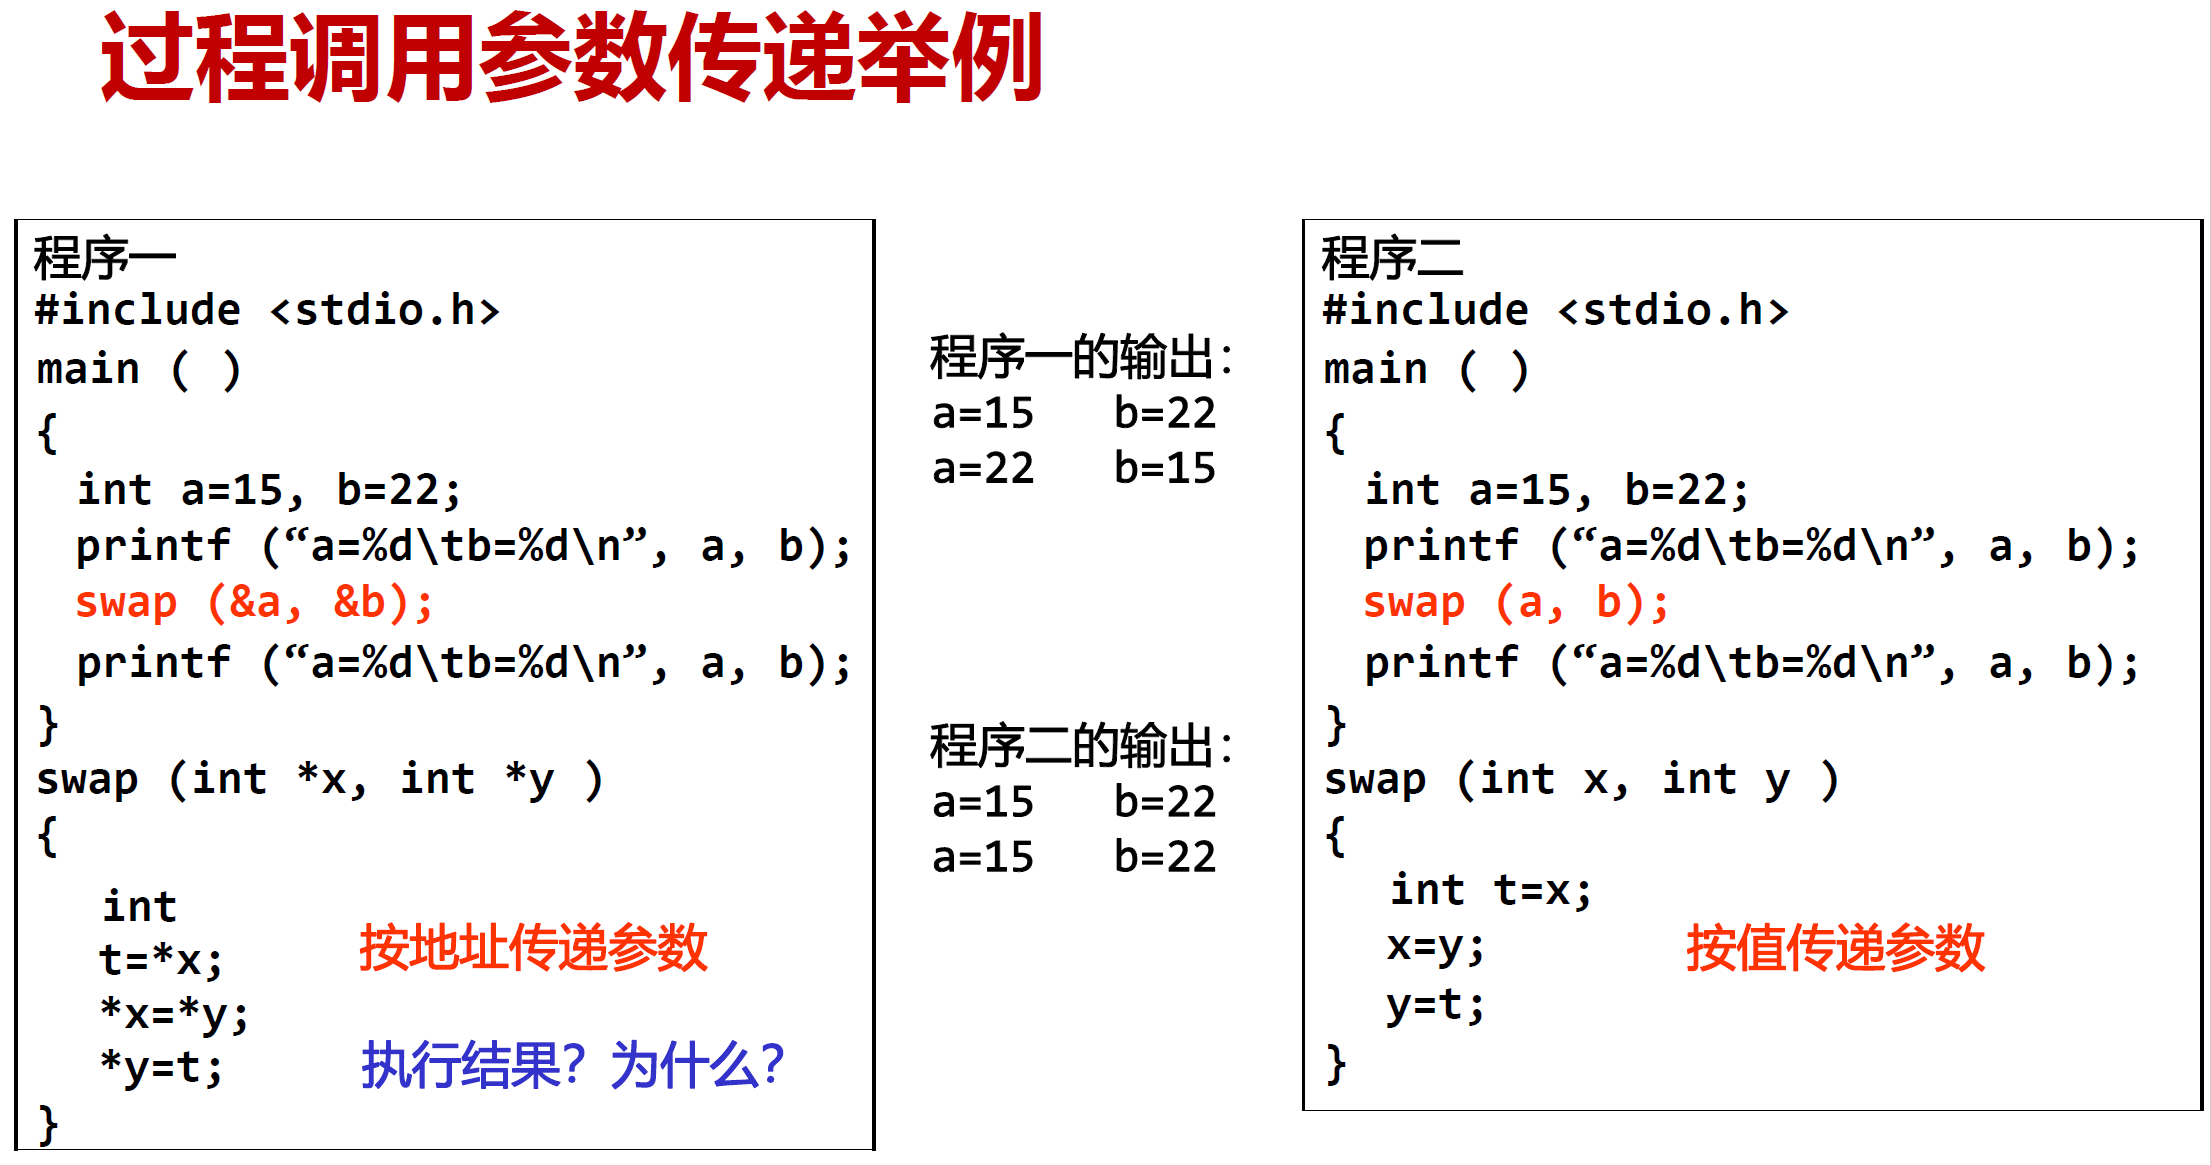 过程调用参数传递举例
程序一
#include <stdio.h>
main ( )
{
int a=15, b=22;
printf (“a=%d\tb=%d\n”, a, b);
swap (&a, &b);
printf (“a=%d\tb=%d\n”, a, b);
}
swap (int *x, int *y )
{
int
t=*x;
*x=*y;
*y=t;
}
按地址传递参数
执行结果？为什么？
程序一的输出：
a=15 b=22
a=22 b=15
程序二的输出：
a=15 b=22
a=15 b=22
程序二
#include <stdio.h>
main ( )
{
int a=15, b=22;
printf (“a=%d\tb=%d\n”, a, b);
swap (a, b);
printf (“a=%d\tb=%d\n”, a, b);
}
swap (int x, int y )
{
int t=x;
x=y;
y=t;
}
按值传递参数